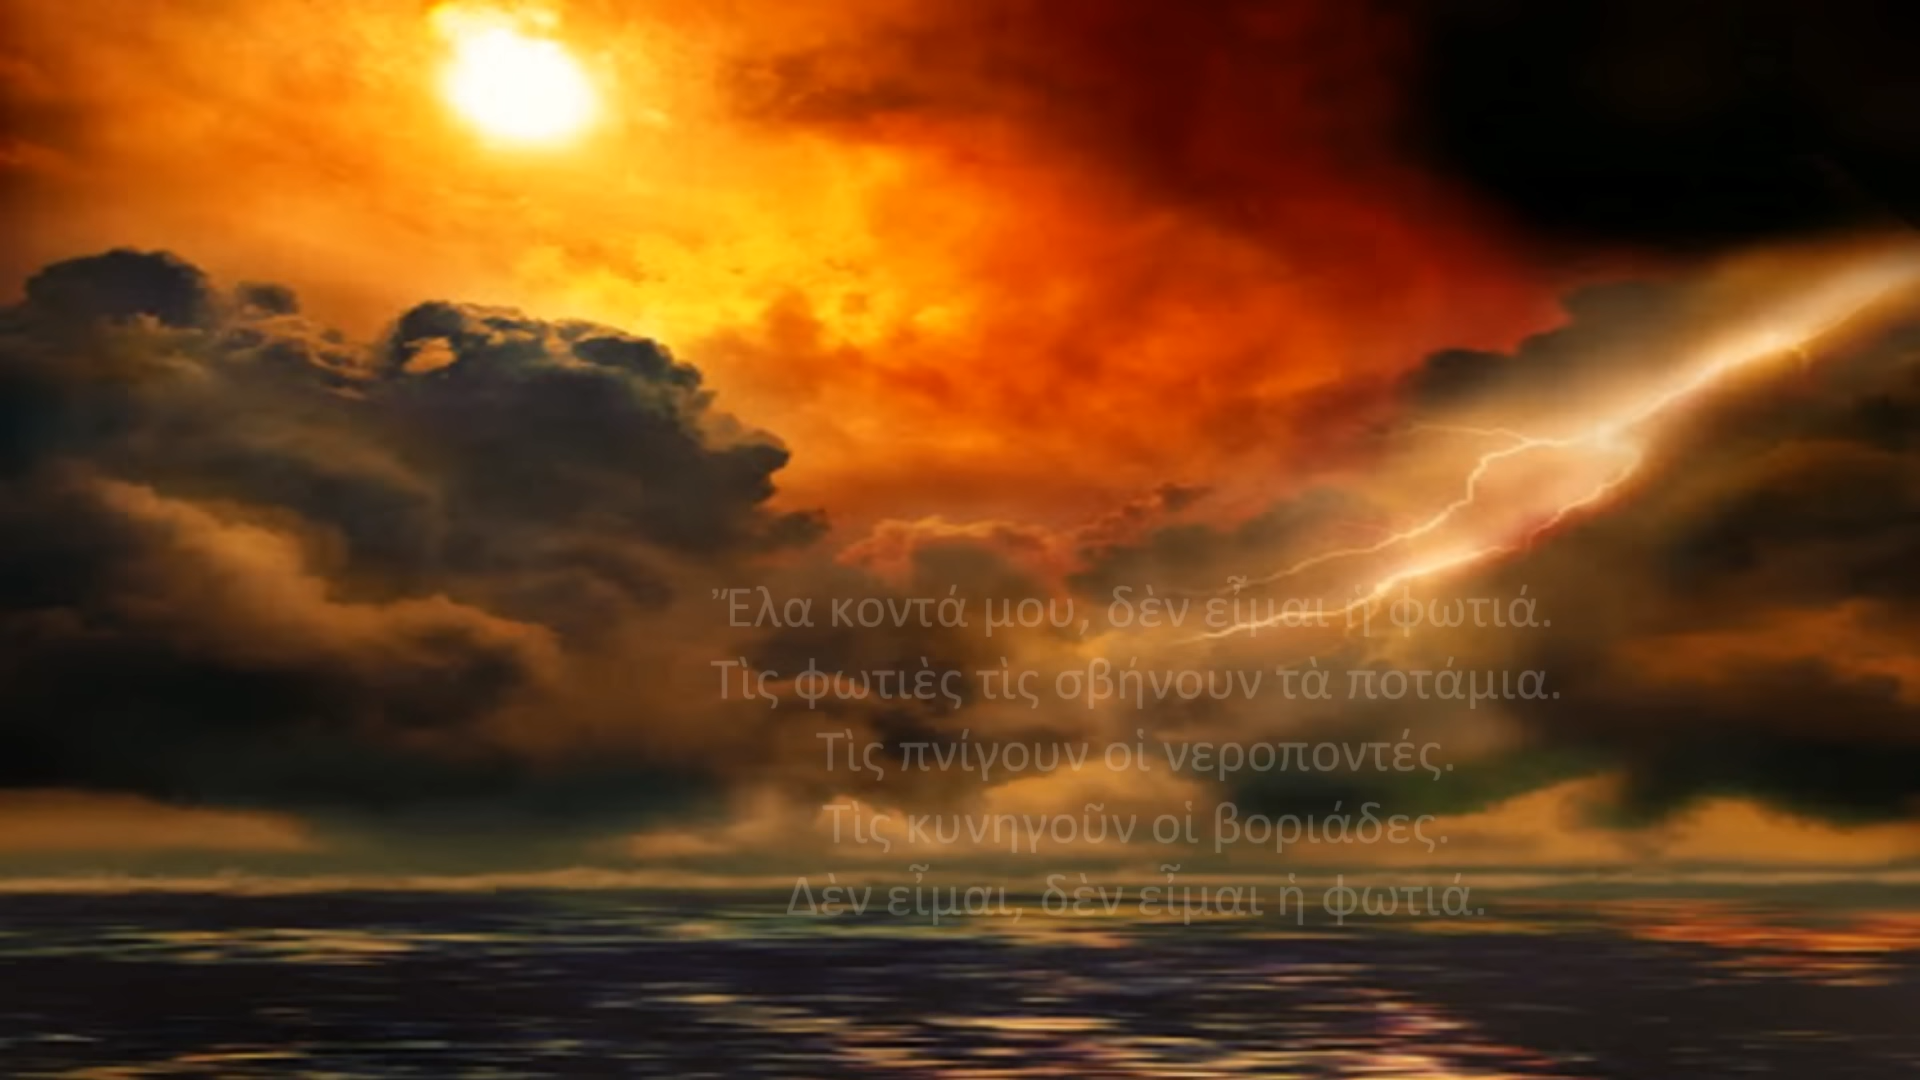 Ἔλα κοντά μου, δὲν εἶμαι ἡ φωτιά.
Τὶς φωτιὲς τὶς σβήνουν τὰ ποτάμια.
Τὶς πνίγουν οἱ νεροποντές.
Τὶς κυνηγοῦν οἱ βοριάδες.
Δὲν εἶμαι, δὲν εἶμαι ἡ φωτιά.